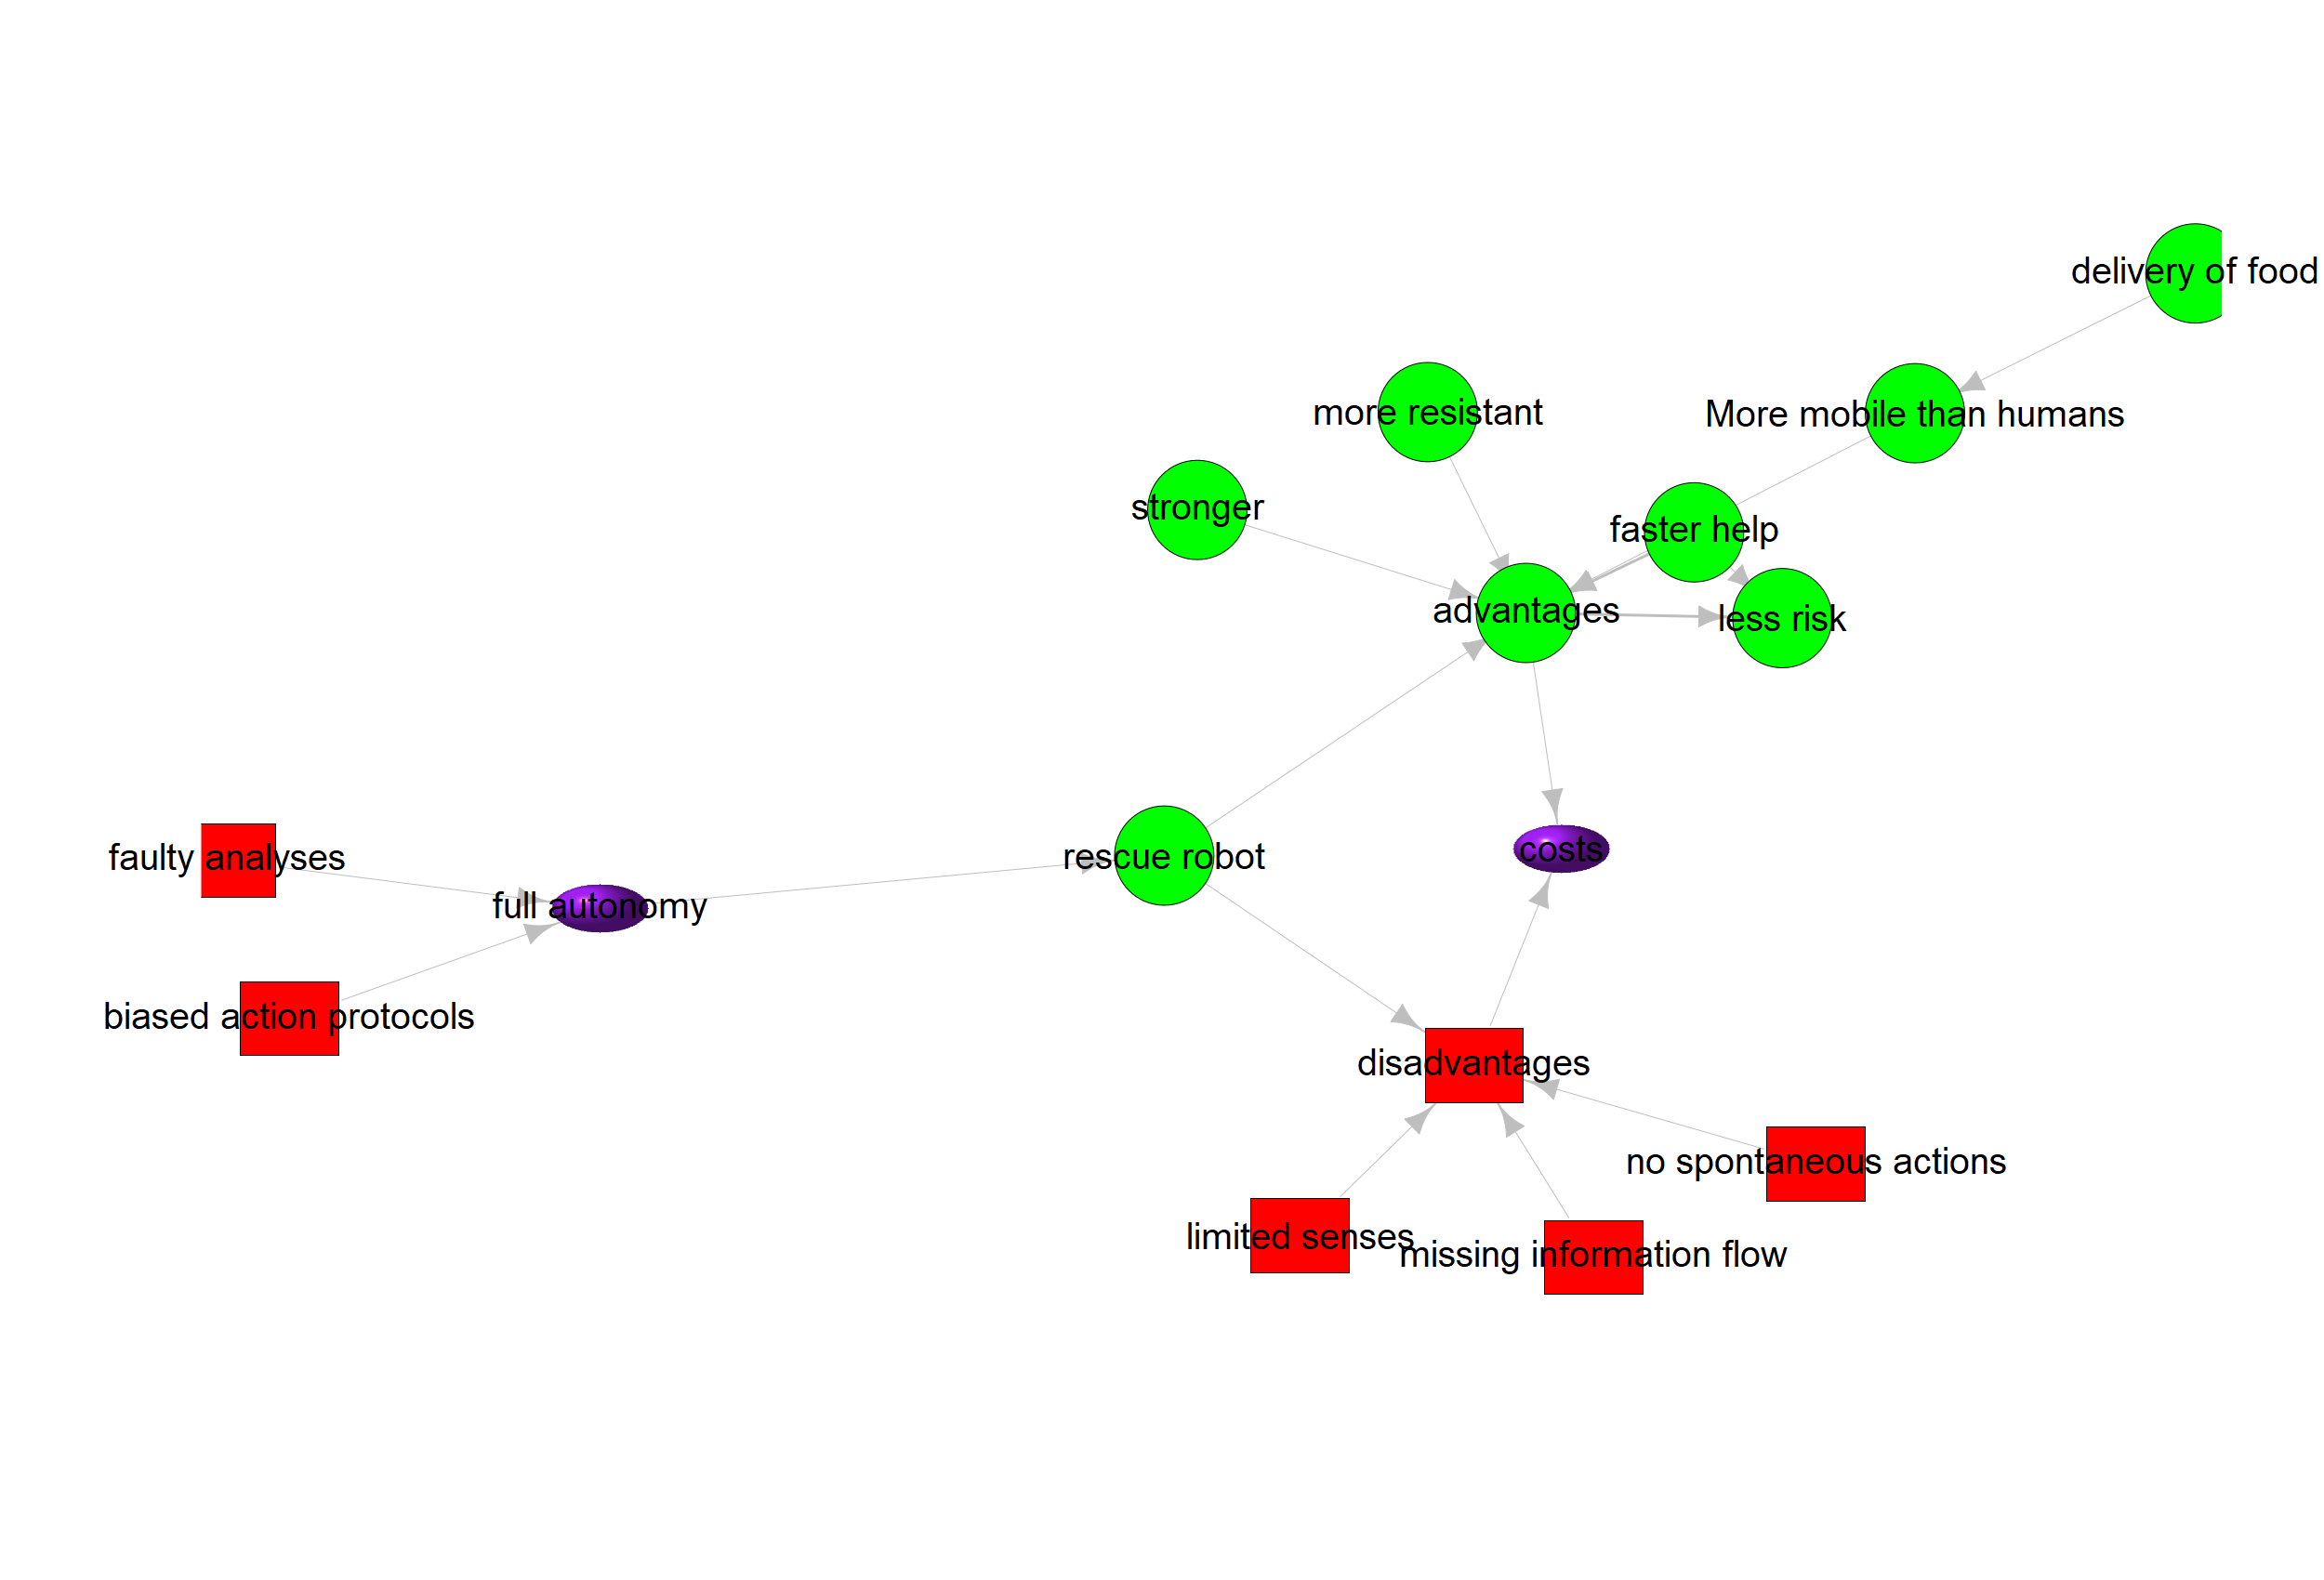 delivery of food
more resistant
More mobile than humans
stronger
faster help
advantages
less risk
faulty analyses
rescue robot
costs
full autonomy
biased action protocols
disadvantages
no spontaneous actions
limited senses
missing information flow